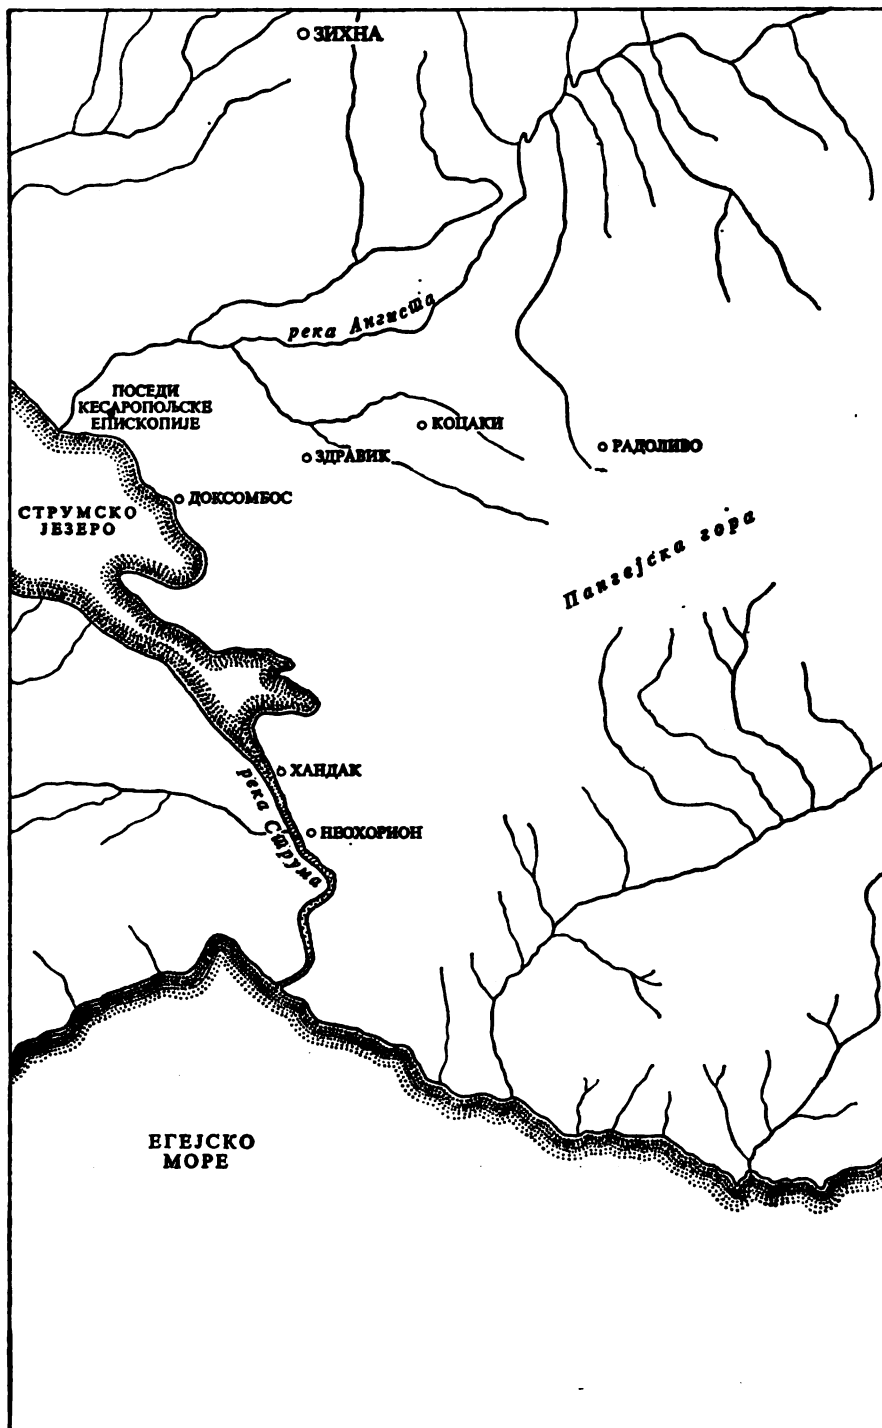 ЗИХНА
река Ангиста
ПОСЕДИ
КЕСАРОПОЉСКЕ
ЕПИСКОПИЈЕ
КОЦАКИ
РАДОЛИВО
ЗДРАВИК
ДОКСОМБОС
СТРУМСКО
ЈЕЗЕРО
Пангејска гора
ХАНДАК
река Струма
НЕОХОРИОН
ЕГЕЈСКО
МОРЕ